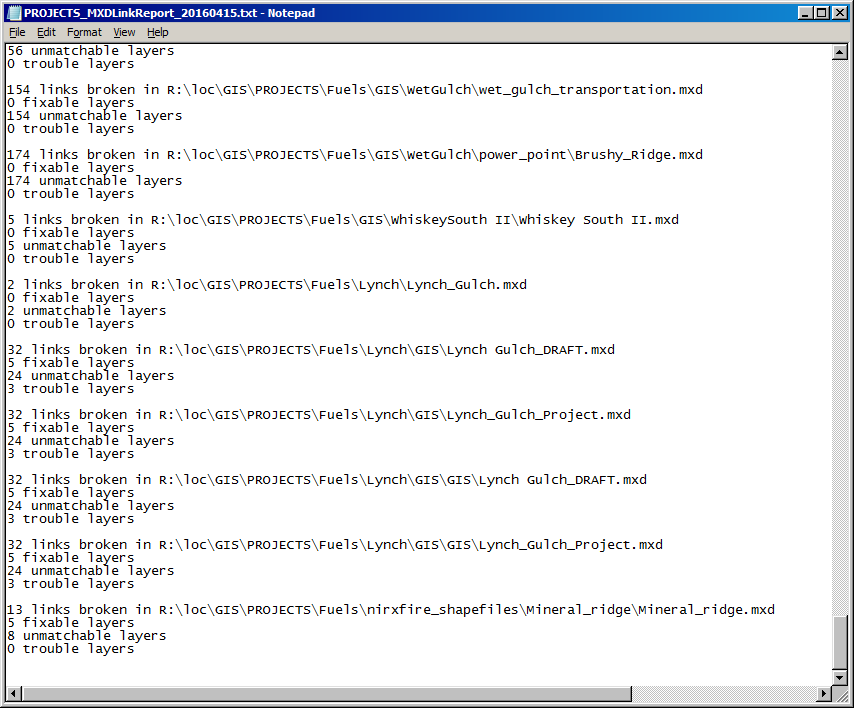 PROJECTS_MXDLinkReport_20160415.txt - Notepad
File Edit Format View Help
56 unmatchable layers
0 trouble layers
154 links broken in R:\loc\GIS\PROJECTS\Fuels\GIS\WetGulch\wet_gulch_transportation.mxd
0 fixable layers
154 unmatchable layers
0 trouble layers
174 links broken in R:\loc\GIS\PROJECTS\Fuels\GIS\WetGulch\power_point\Brushy_Ridge.mxd
0 fixable layers
174 unmatchable layers
0 trouble layers
5 links broken in R:\loc\GIS\PROJECTS\Fuels\GIS\WhiskeySouth II\Whiskey South II.mxd
0 fixable layers
5 unmatchable layers
0 trouble layers
2 links broken in R:\loc\GIS\PROJECTS\Fuels\Lynch\Lynch_Gulch.mxd
0 fixable layers
2 unmatchable layers
0 trouble layers
32 links broken in R:\loc\GIS\PROJECTS\Fuels\Lynch\GIS\Lynch Gulch_DRAFT.mxd
5 fixable layers
24 unmatchable layers
3 trouble layers
32 links broken in R:\loc\GIS\PROJECTS\Fuels\Lynch\GIS\Lynch_Gulch_Project.mxd
5 fixable layers
24 unmatchable layers
3 trouble layers
32 links broken in R:\loc\GIS\PROJECTS\Fuels\Lynch\GIS\GIS\Lynch Gulch_DRAFT.mxd
5 fixable layers
24 unmatchable layers
3 trouble layers
32 links broken in R:\loc\GIS\PROJECTS\Fuels\Lynch\GIS\GIS\Lynch_Gulch_Project.mxd
5 fixable layers
24 unmatchable layers
3 trouble layers
13 links broken in R:\loc\GIS\PROJECTS\Fuels\nirxfire_shapefiles\Mineral_ridge\Mineral_ridge.mxd
5 fixable layers
8 unmatchable layers
0 trouble layers